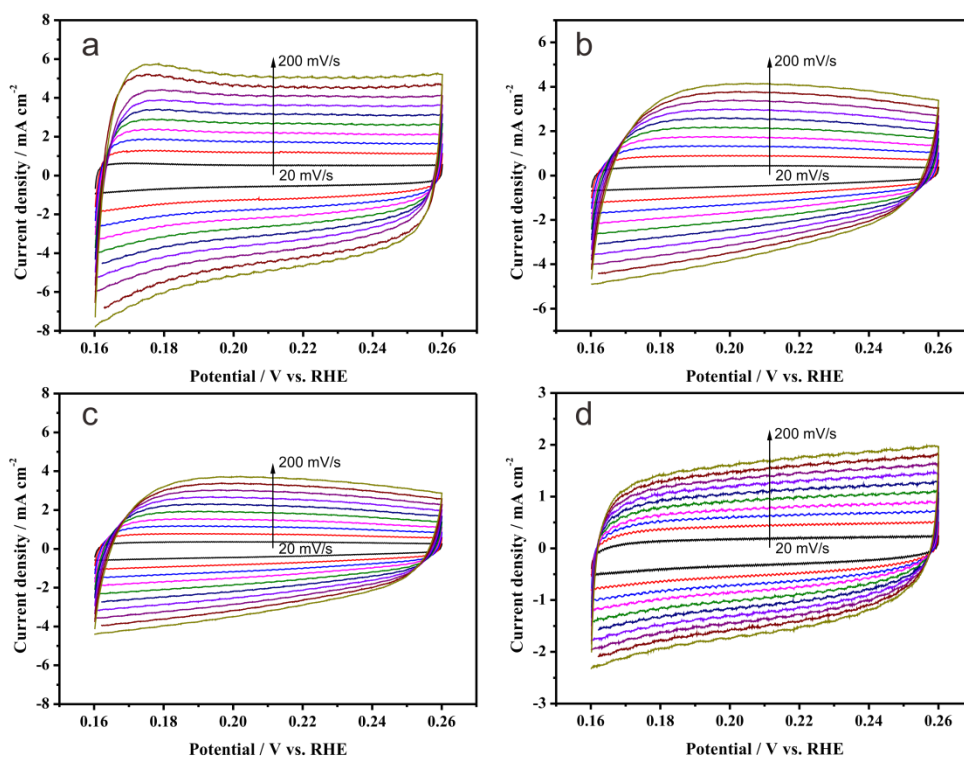 a
200 mV/s
20 mV/s
8
6
4
2
0
-2
-4
-6
-8
0.16 0.18 0.20 0.22 0.24 0.26
Current density / mA cm-2
Potential / V vs. RHE
b
200 mV/s
20 mV/s
6
4
2
0
-2
-4
-6
0.16 0.18 0.20 0.22 0.24 0.26
Current density / mA cm-2
Potential / V vs. RHE
c
200 mV/s
20 mV/s
8
6
4
2
0
-2
-4
-6
-8
0.16 0.18 0.20 0.22 0.24 0.26
Current density / mA cm-2
Potential / V vs. RHE
d
200 mV/s
20 mV/s
3
2
1
0
-1
-2
-3
0.16 0.18 0.20 0.22 0.24 0.26
Current density / mA cm-2
Potential / V vs. RHE